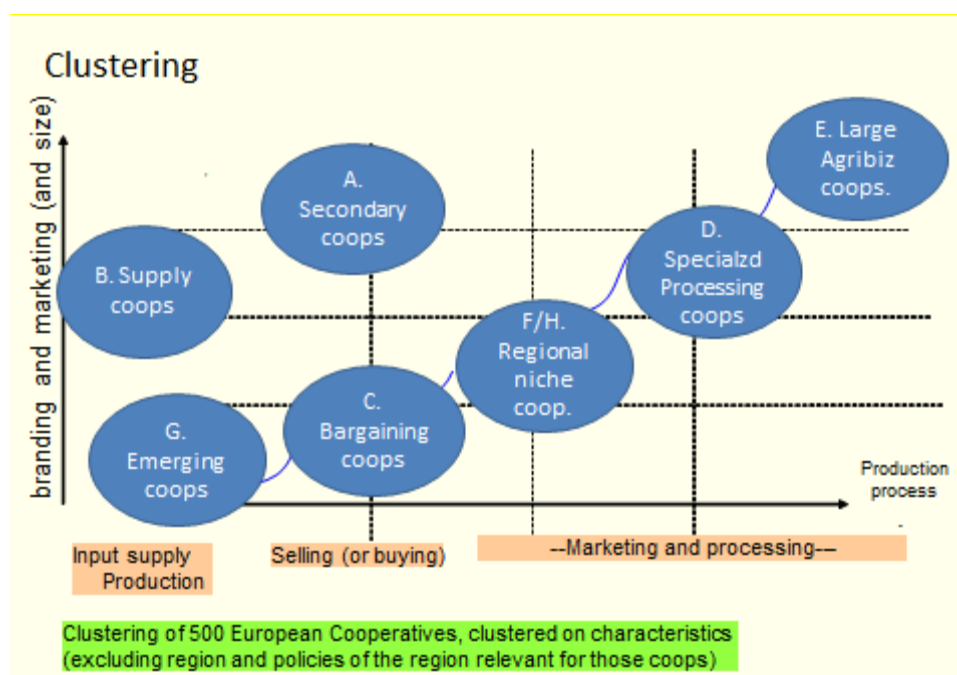 Clustering
branding and marketing (and size)
E. Large
Agribiz
coops.
A.
Secondary
coops
D.
Specialzd
Processing
coops
B. Supply
coops
F/H.
Regional
niche
coop.
C.
Bargaining
coops
G.
Emerging
coops
Production
process
Input supply
Production
Selling (or buying)
--Marketing and processing---
Clustering of 500 European Cooperatives, clustered on characteristics
(excluding region and policies of the region relevant for those coops)